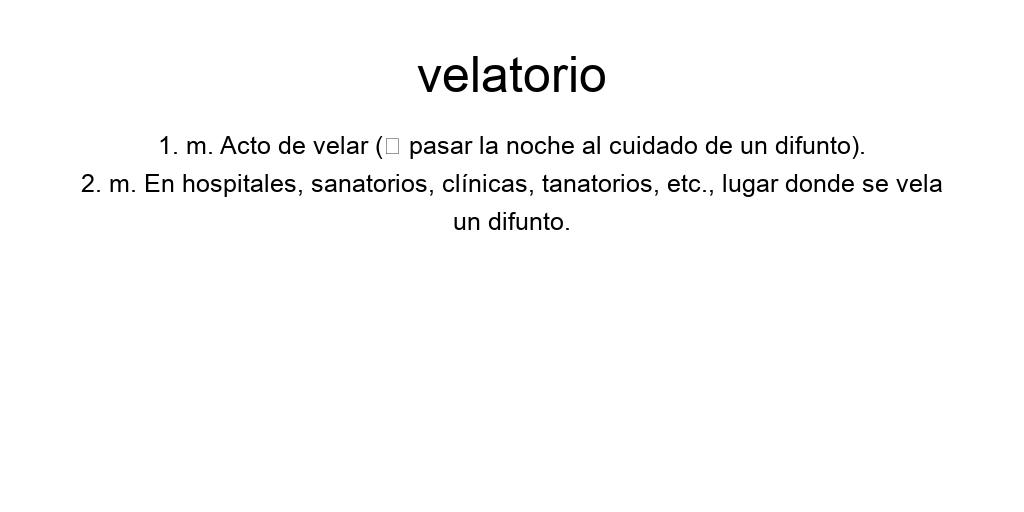 velatorio
1. m. Acto de velar (▯ pasar la noche al cuidado de un difunto).
2. m. En hospitales, sanatorios, clínicas, tanatorios, etc., lugar donde se vela
un difunto.